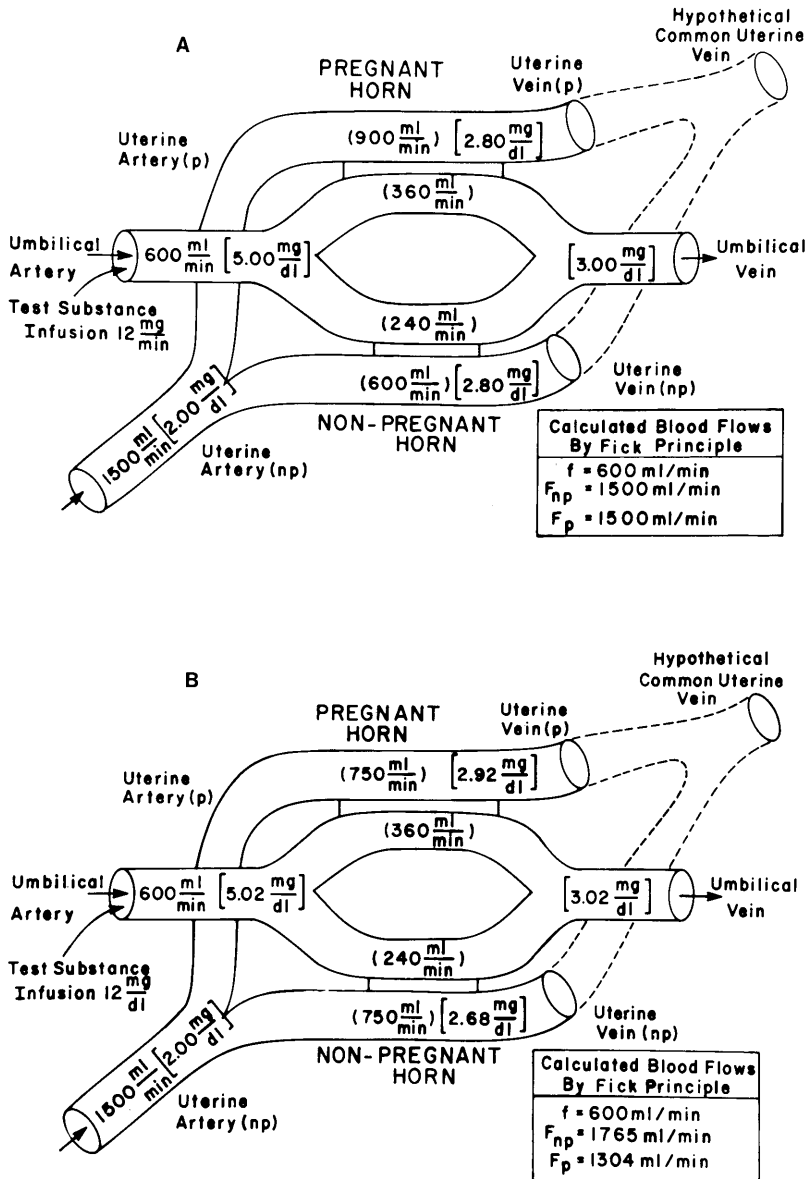 A
Hypothetical
Common Uterine
Vein
Uterine
Vein (p)
PREGNANT
HORN
Uterine
Artery (p)
(900 ml/min) [2.80 mg/dl]
(360 ml/min)
Umbilical
Artery
600 ml/min [5.00 mg/dl]
[3.00 mg/dl]
Umbilical
Vein
Test Substance
Infusion 12 mg/min
(240 ml/min)
(600 ml/min) [2.80 mg/dl]
Uterine
Vein (np)
NON-PREGNANT
HORN
1500 ml/min [2.00 mg/dl]
Uterine
Artery (np)
Calculated Blood Flows
By Fick Principle
f = 600 ml/min
Fnp = 1500 ml/min
Fp = 1500 ml/min
B
Hypothetical
Common Uterine
Vein
Uterine
Vein (p)
PREGNANT
HORN
Uterine
Artery (p)
(750 ml/min) [2.92 mg/dl]
(360 ml/min)
Umbilical
Artery
600 ml/min [5.02 mg/dl]
[3.02 mg/dl]
Umbilical
Vein
Test Substance
Infusion 12 mg/dl
(240 ml/min)
(750 ml/min) [2.68 mg/dl]
Uterine
Vein (np)
NON-PREGNANT
HORN
1500 ml/min [2.00 mg/dl]
Uterine
Artery (np)
Calculated Blood Flows
By Fick Principle
f = 600 ml/min
Fnp = 1765 ml/min
Fp = 1304 ml/min